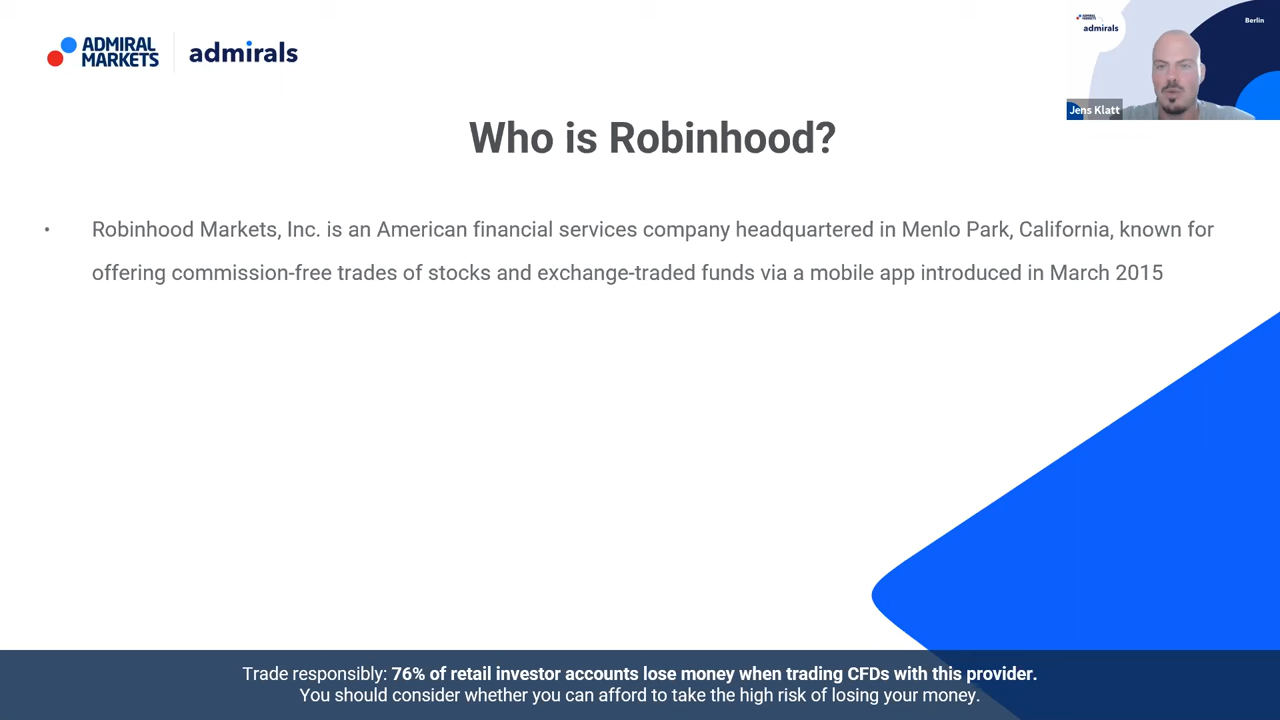 ADMIRAL
MARKETS
admirals
ADMIRAL
MARKETS
admirals
Berlin
Jens Klatt
Who is Robinhood?
• Robinhood Markets, Inc. is an American financial services company headquartered in Menlo Park, California, known for
offering commission-free trades of stocks and exchange-traded funds via a mobile app introduced in March 2015
Trade responsibly: 76% of retail investor accounts lose money when trading CFDs with this provider.
You should consider whether you can afford to take the high risk of losing your money.